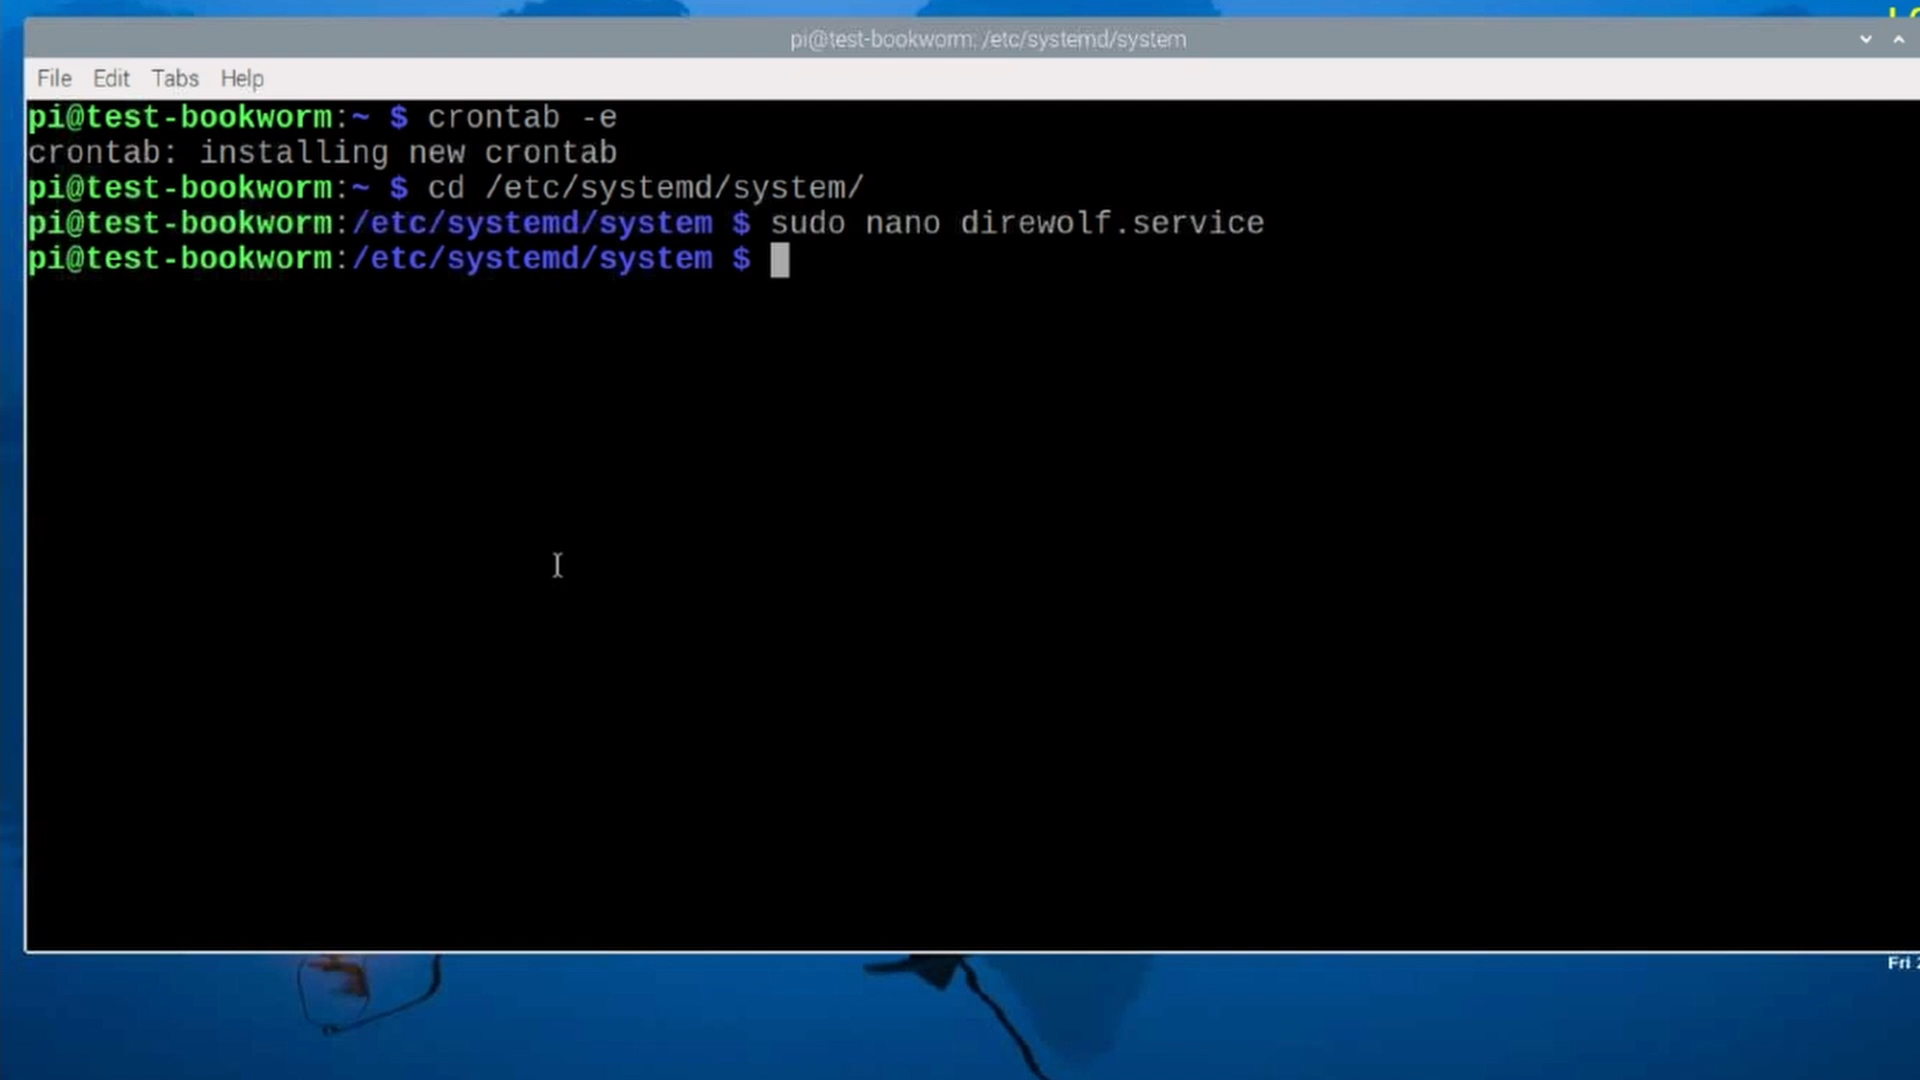 pi@test-bookworm: /etc/systemd/system
File Edit Tabs Help
pi@test-bookworm:~ $ crontab -e
crontab: installing new crontab
pi@test-bookworm:~ $ cd /etc/systemd/system/
pi@test-bookworm:/etc/systemd/system $ sudo nano direwolf.service
pi@test-bookworm:/etc/systemd/system $
Fri